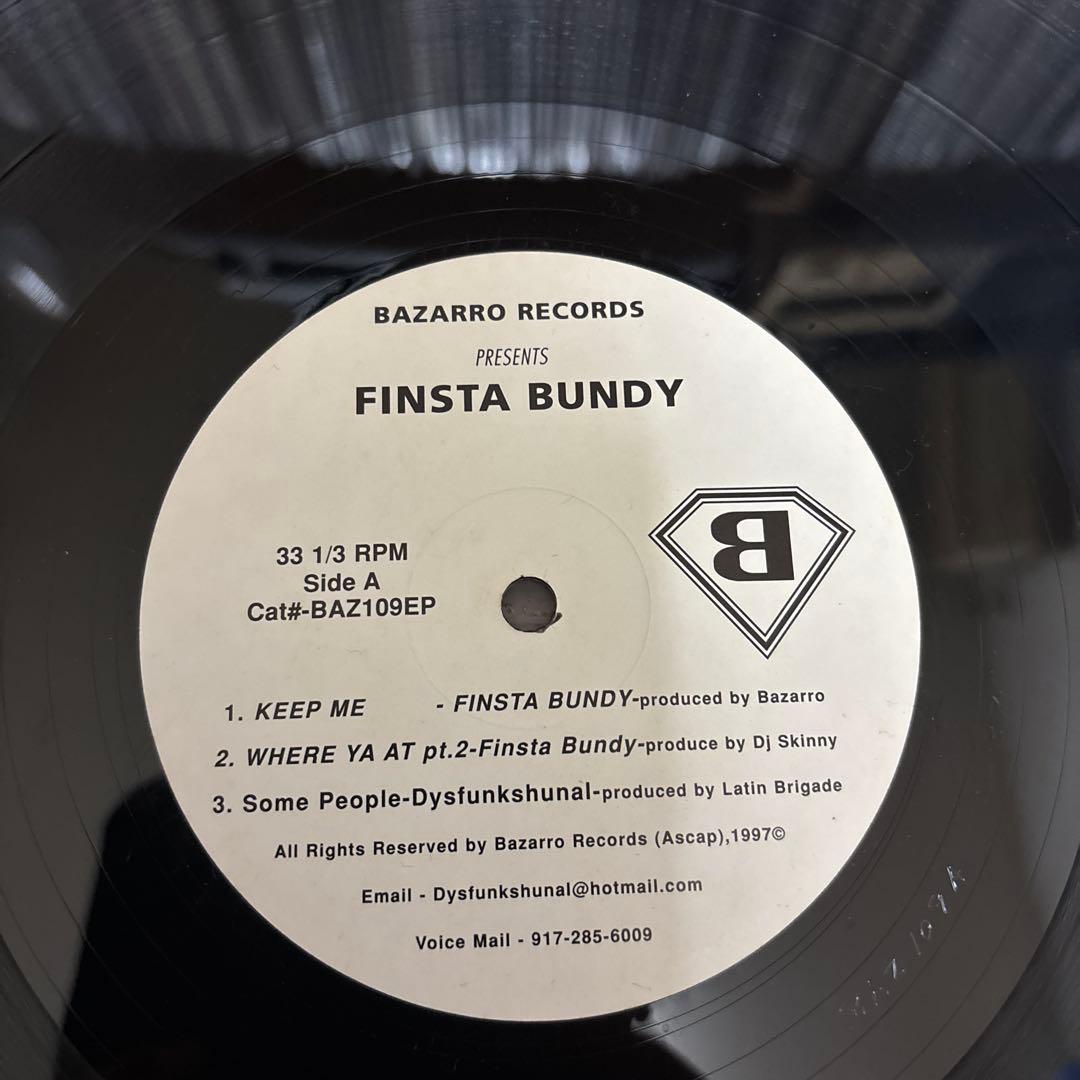 BAZARRO RECORDS
PRESENTS
FINSTA BUNDY
B
33 1/3 RPM
Side A
Cat#-BAZ109EP
1. KEEP ME - FINSTA BUNDY-produced by Bazarro
2. WHERE YA AT pt.2-Finsta Bundy-produce by Dj Skinny
3. Some People-Dysfunkshunal-produced by Latin Brigade
All Rights Reserved by Bazarro Records (Ascap),1997©
Email - Dysfunkshunal@hotmail.com
Voice Mail - 917-285-6009